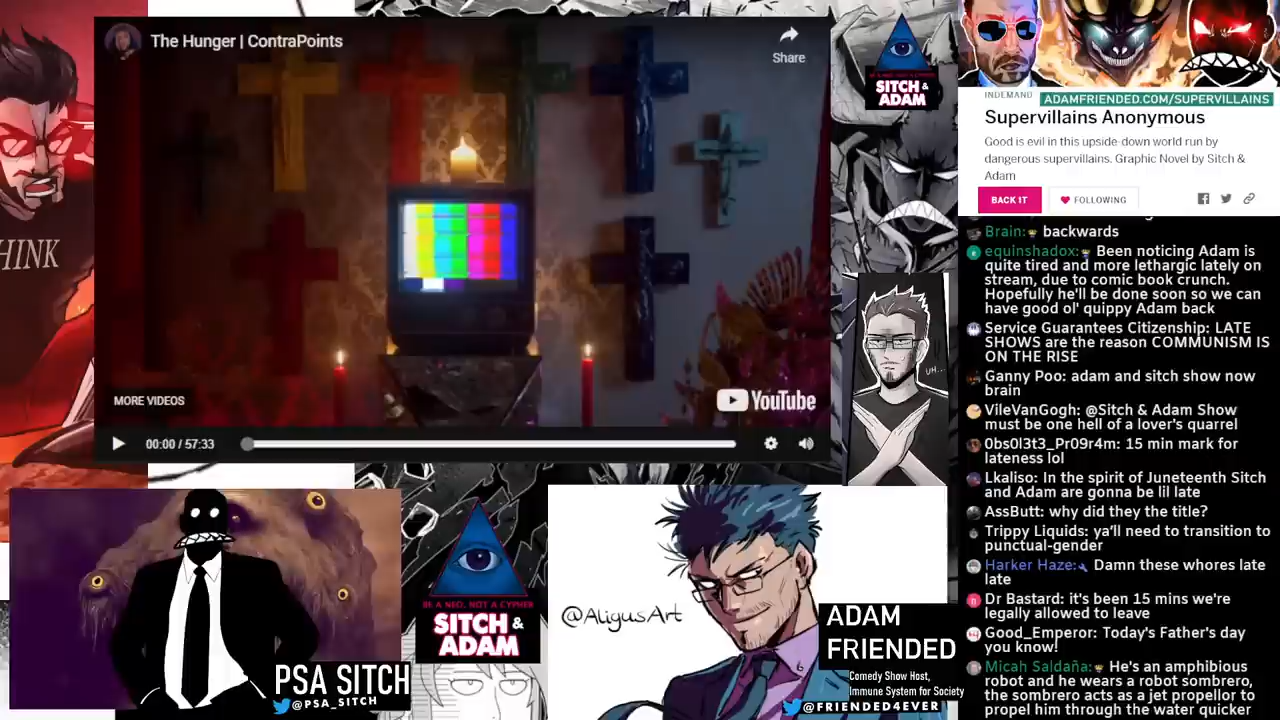 The Hunger | ContraPoints
Share
MORE VIDEOS
YouTube
00:00 / 57:33
THINK
BE A NEO, NOT A CYPHER
SITCH &
ADAM
UH...
INDEMAND
ADAMFRIENDED.COM/SUPERVILLAINS
Supervillains Anonymous
Good is evil in this upside-down world run by
dangerous supervillains. Graphic Novel by Sitch &
Adam
BACK IT
FOLLOWING
Brain: backwards
equinshadox: Been noticing Adam is
quite tired and more lethargic lately on
stream, due to comic book crunch.
Hopefully he'll be done soon so we can
have good ol' quippy Adam back
Service Guarantees Citizenship: LATE
SHOWS are the reason COMMUNISM IS
ON THE RISE
Ganny Poo: adam and sitch show now
brain
VileVanGogh: @Sitch & Adam Show
must be one hell of a lover's quarrel
0bs0l3t3_Pr09r4m: 15 min mark for
lateness lol
Lkaliso: In the spirit of Juneteenth Sitch
and Adam are gonna be lil late
AssButt: why did they the title?
Trippy Liquids: ya'll need to transition to
punctual-gender
Harker Haze: Damn these whores late
late
Dr Bastard: it's been 15 mins we're
legally allowed to leave
Good_Emperor: Today's Father's day
you know!
Micah Saldaña: He's an amphibious
robot and he wears a robot sombrero,
the sombrero acts a jet propellor to
propel him through the water quicker
PSA SITCH
@PSA_SITCH
BE A NEO, NOT A CYPHER
SITCH &
ADAM
@AligusArt
ADAM
FRIENDED
Comedy Show Host,
Immune System for Society
@FRIENDED4EVER